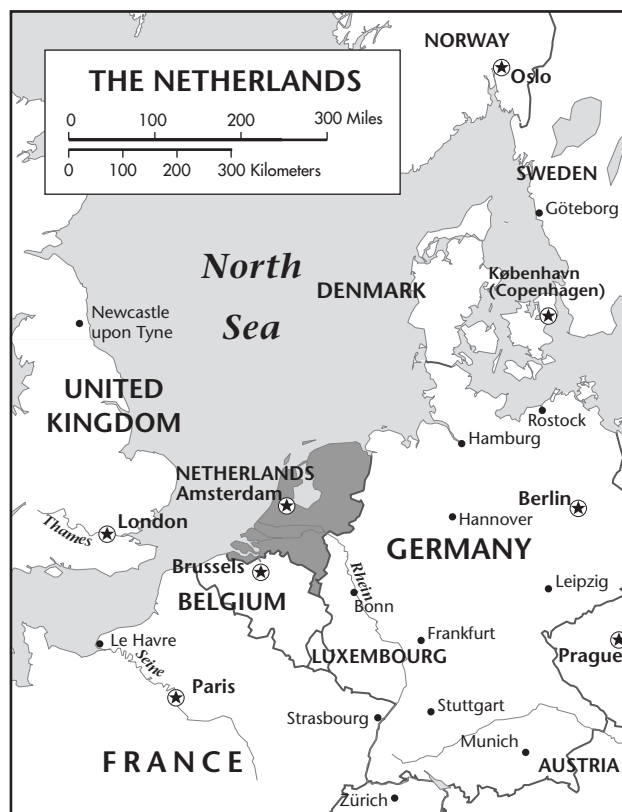 NORWAY
Oslo
THE NETHERLANDS
0 100 200 300 Miles
0 100 200 300 Kilometers
SWEDEN
Göteborg
North
Sea
DENMARK
København
(Copenhagen)
Newcastle
upon Tyne
UNITED
KINGDOM
Rostock
Hamburg
NETHERLANDS
Amsterdam
Berlin
Thames
London
Hannover
GERMANY
Brussels
Rhein
BELGIUM
Bonn
Leipzig
Le Havre
Seine
Frankfurt
LUXEMBOURG
Prague
Paris
Strasbourg
Stuttgart
Munich
FRANCE
AUSTRIA
Zürich